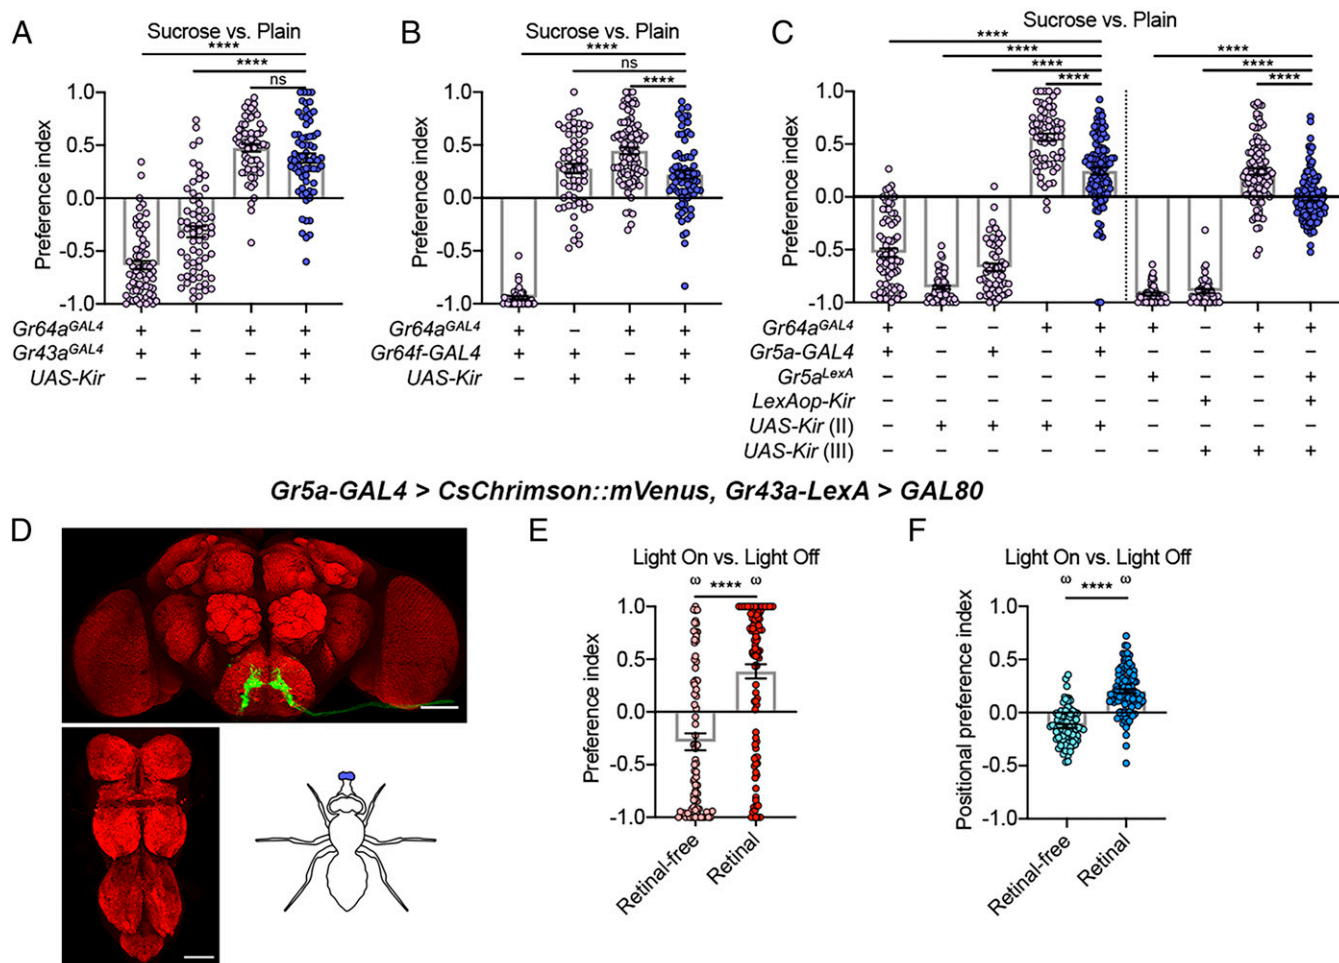 A
Sucrose vs. Plain
****
****
ns
Preference index
1.0
0.5
0.0
-0.5
-1.0
Gr64aGAL4 + – + +
Gr43aGAL4 + + – +
UAS-Kir – + + +
B
Sucrose vs. Plain
****
ns
****
Preference index
1.0
0.5
0.0
-0.5
-1.0
Gr64aGAL4 + – + +
Gr64f-GAL4 + + – +
UAS-Kir – + + +
C
Sucrose vs. Plain
****
****
****
****
****
****
****
Preference index
1.0
0.5
0.0
-0.5
-1.0
Gr64aGAL4 + – – + + + – + +
Gr5a-GAL4 + – + – + – – – –
Gr5aLexA – – – – – + – – +
LexAop-Kir – – – – – – + – +
UAS-Kir (II) – + + + + – – – –
UAS-Kir (III) – – – – – – + + +
Gr5a-GAL4 > CsChrimson::mVenus, Gr43a-LexA > GAL80
D
E
Light On vs. Light Off
ω **** ω
Preference index
1.0
0.5
0.0
-0.5
-1.0
Retinal-free
Retinal
F
Light On vs. Light Off
ω **** ω
Positional preference index
1.0
0.5
0.0
-0.5
-1.0
Retinal-free
Retinal